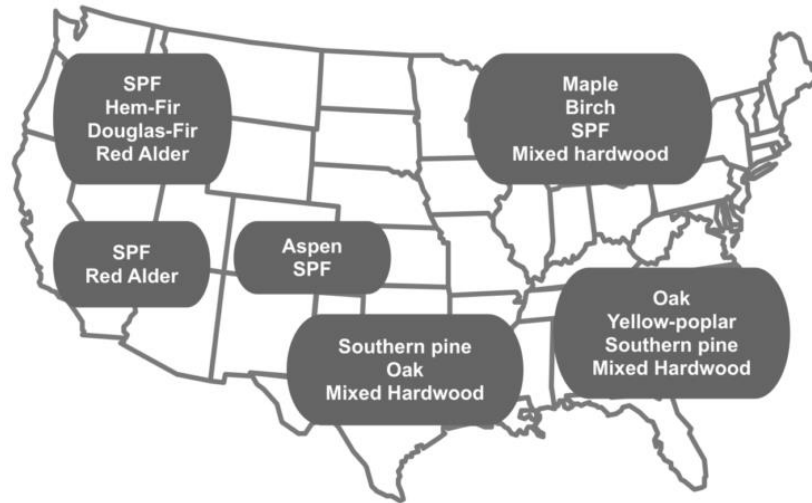 SPF
Hem-Fir
Douglas-Fir
Red Alder
Maple
Birch
SPF
Mixed hardwood
SPF
Red Alder
Aspen
SPF
Southern pine
Oak
Mixed Hardwood
Oak
Yellow-poplar
Southern pine
Mixed Hardwood